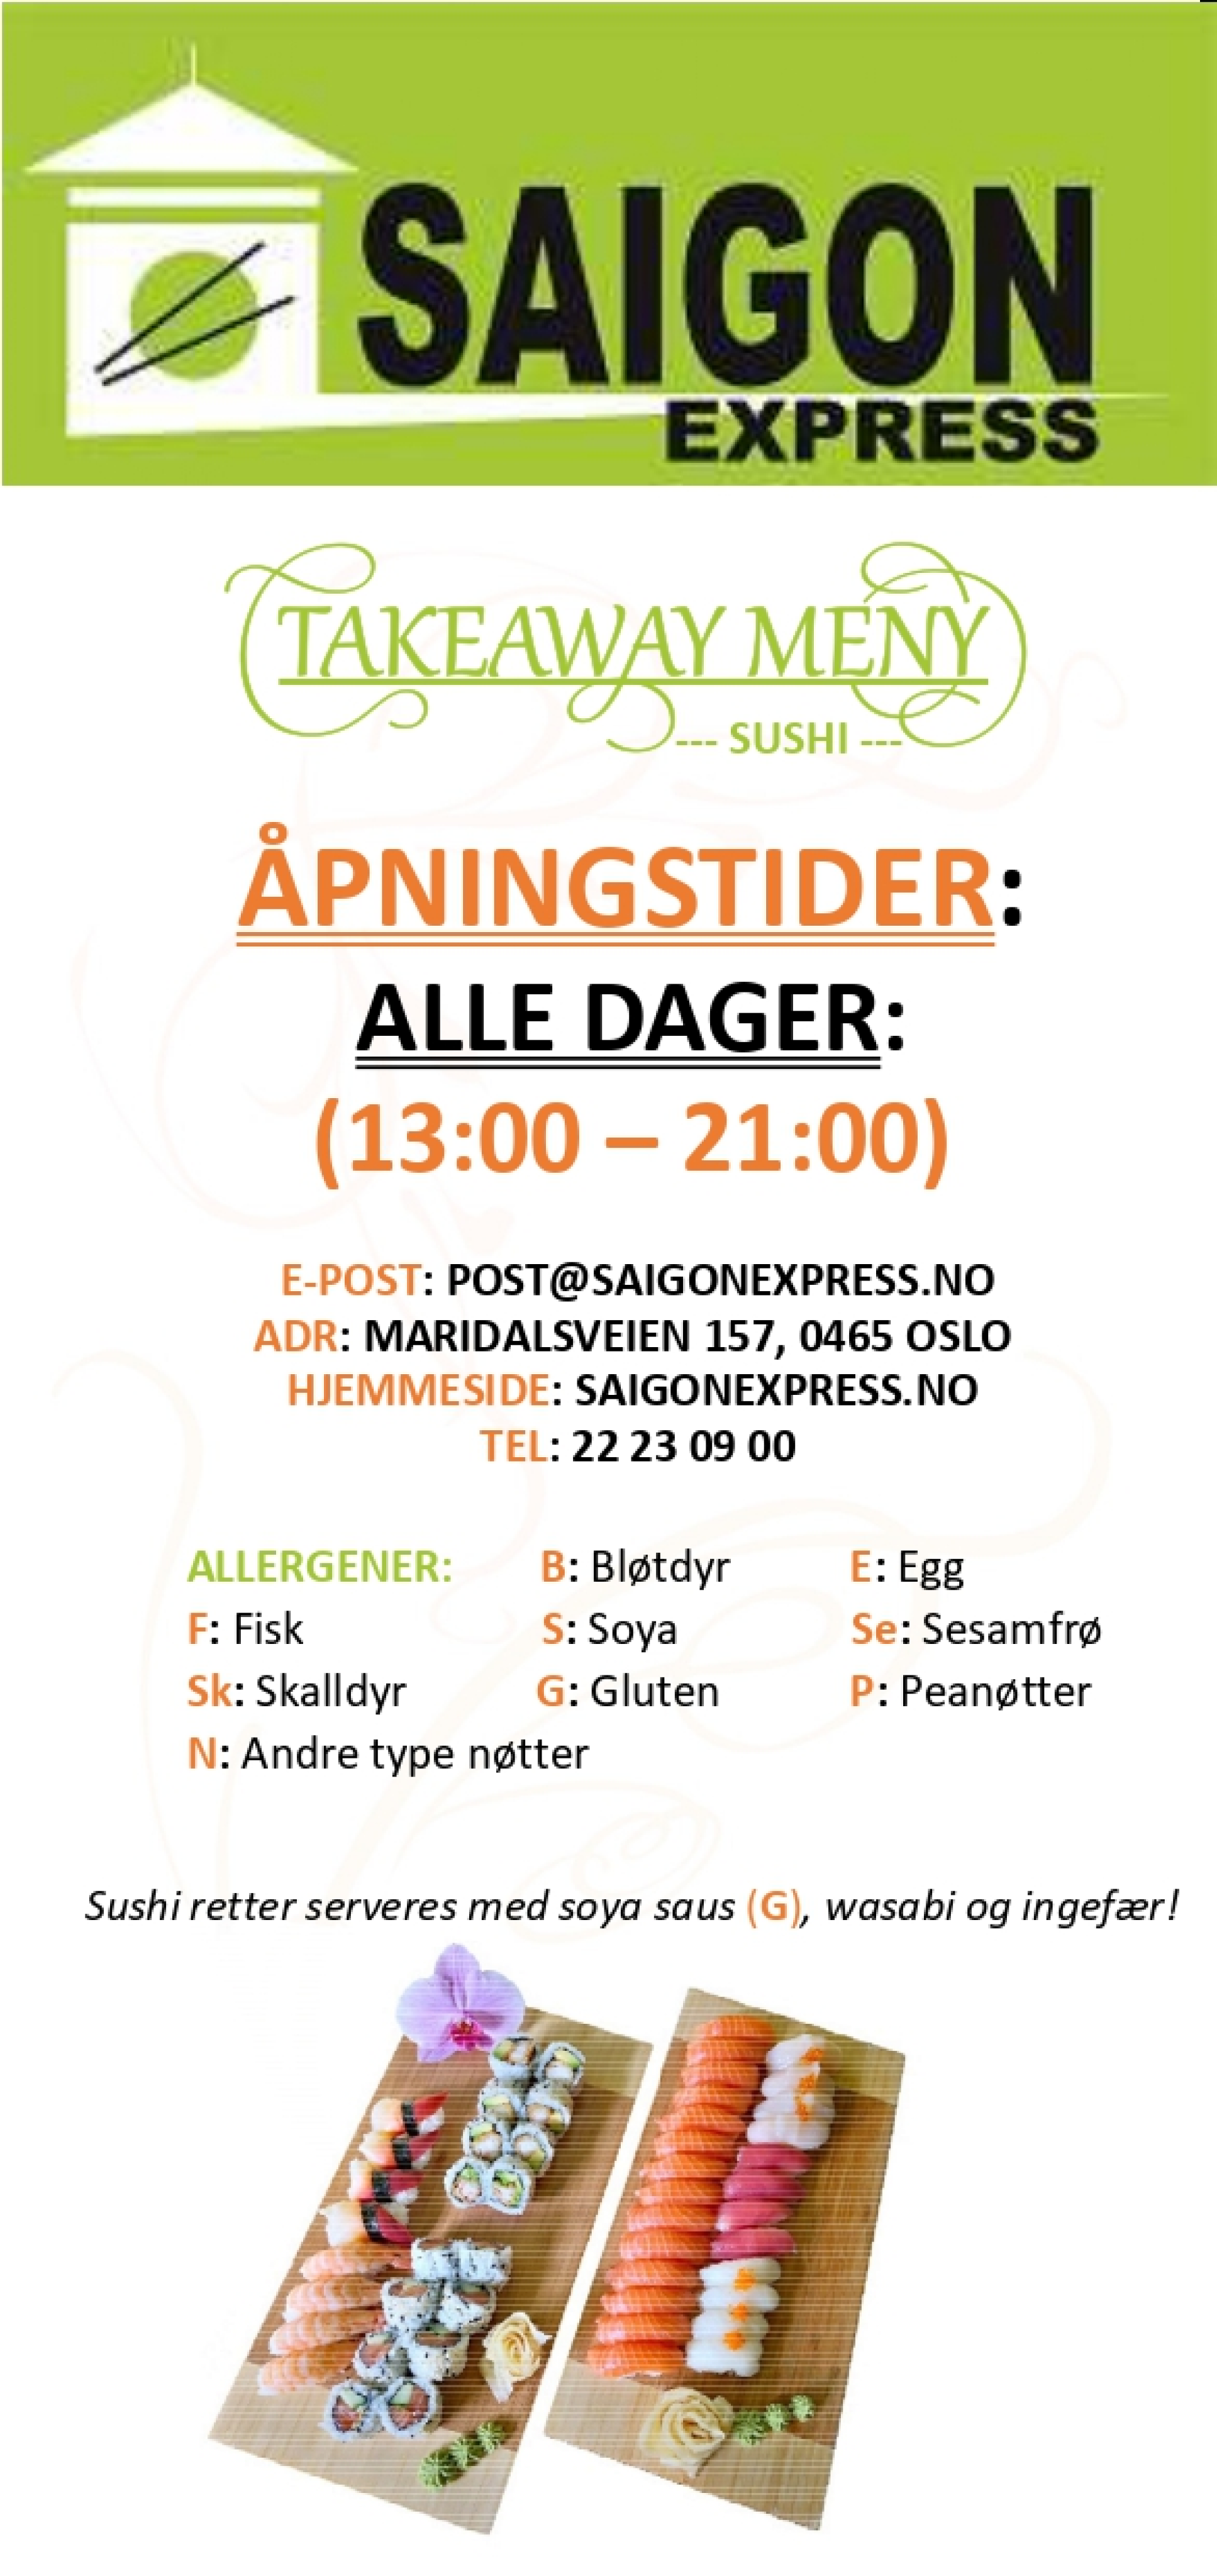 SAIGON
EXPRESS
TAKEAWAY MENY
--- SUSHI ---
ÅPNINGSTIDER:
ALLE DAGER:
(13:00 – 21:00)
E-POST: POST@SAIGONEXPRESS.NO
ADR: MARIDALSVEIEN 157, 0465 OSLO
HJEMMESIDE: SAIGONEXPRESS.NO
TEL: 22 23 09 00
ALLERGENER: B: Bløtdyr E: Egg
F: Fisk S: Soya Se: Sesamfrø
Sk: Skalldyr G: Gluten P: Peanøtter
N: Andre type nøtter
Sushi retter serveres med soya saus (G), wasabi og ingefær!